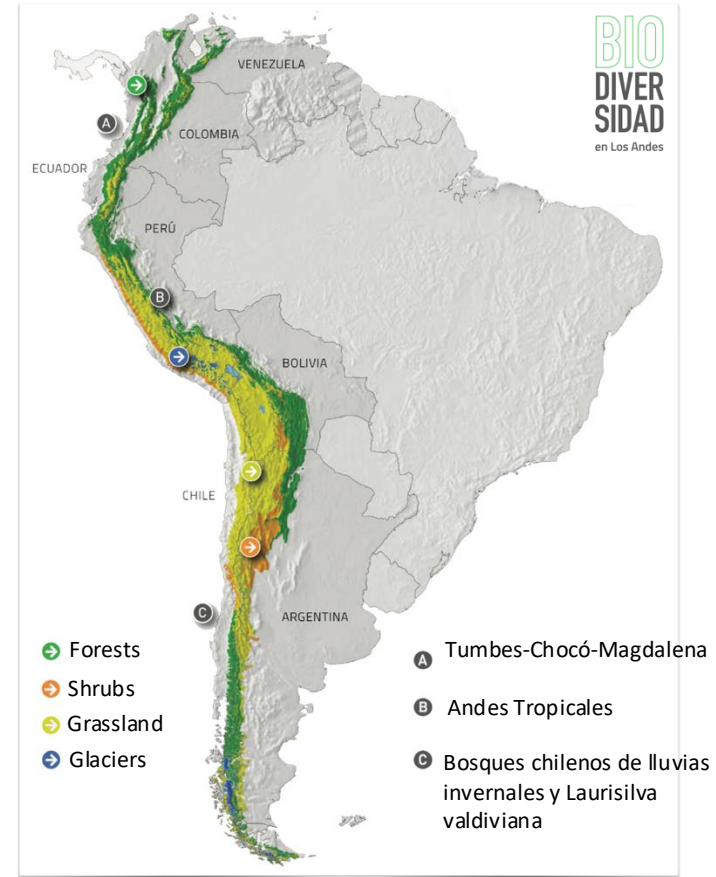 BIO
DIVER
SIDAD
en Los Andes
VENEZUELA
A
COLOMBIA
ECUADOR
PERÚ
B
BOLIVIA
CHILE
C
ARGENTINA
Forests
Shrubs
Grassland
Glaciers
A Tumbes-Chocó-Magdalena
B Andes Tropicales
C Bosques chilenos de lluvias
invernales y Laurisilva
valdiviana